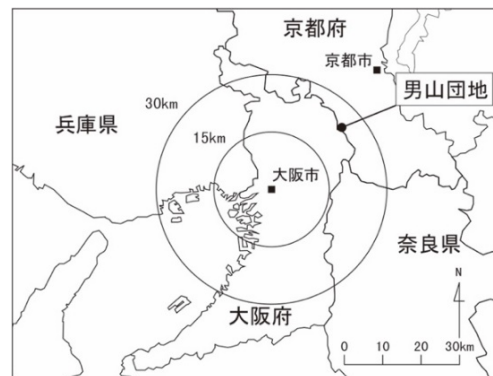 京都府
京都市
男山団地
30km
兵庫県
15km
大阪市
奈良県
N
大阪府
0 10 20 30km